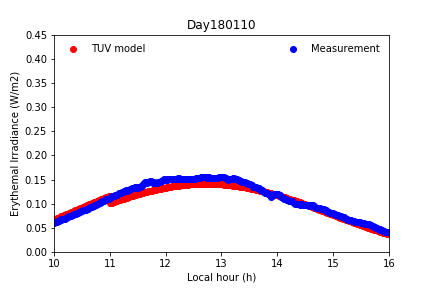 Day180110
TUV model
Measurement
Erythemal Irradiance (W/m2)
0.45
0.40
0.35
0.30
0.25
0.20
0.15
0.10
0.05
0.00
10 11 12 13 14 15 16
Local hour (h)